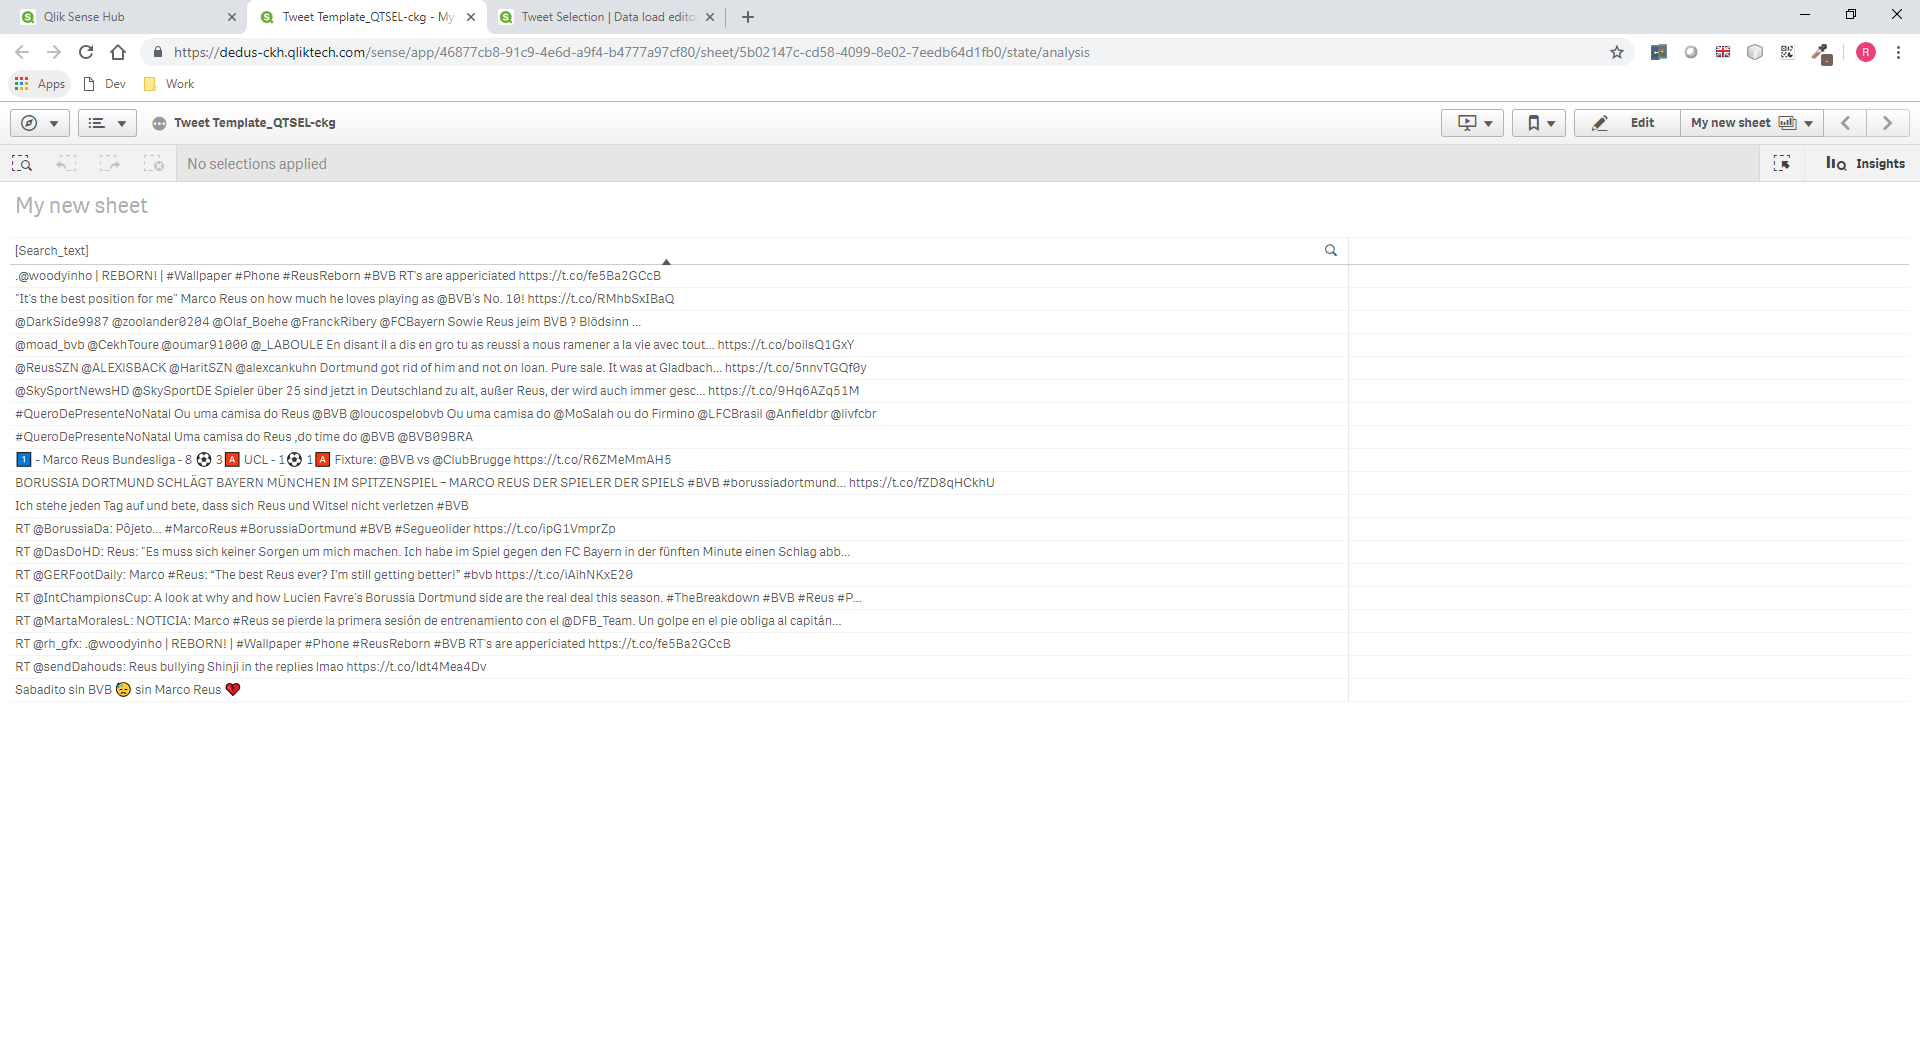 Qlik Sense Hub
Tweet Template_QTSEL-ckg - My
Tweet Selection | Data load edito
https://dedus-ckh.qliktech.com/sense/app/46877cb8-91c9-4e6d-a9f4-b4777a97cf80/sheet/5b02147c-cd58-4099-8e02-7eedb64d1fb0/state/analysis
R
Apps
Dev
Work
Tweet Template_QTSEL-ckg
Edit
My new sheet
No selections applied
Insights
My new sheet
[Search_text]
.@woodyinho | REBORN! | #Wallpaper #Phone #ReusReborn #BVB RT's are appericiated https://t.co/fe5Ba2GCcB
"It's the best position for me" Marco Reus on how much he loves playing as @BVB's No. 10! https://t.co/RMhbSxIBaQ
@DarkSide9987 @zoolander0204 @Olaf_Boehe @FranckRibery @FCBayern Sowie Reus jeim BVB ? Blödsinn …
@moad_bvb @CekhToure @oumar91000 @_LABOULE En disant il a dis en gro tu as reussi a nous ramener a la vie avec tout… https://t.co/boilsQ1GxY
@ReusSZN @ALEXISBACK @HaritSZN @alexcankuhn Dortmund got rid of him and not on loan. Pure sale. It was at Gladbach… https://t.co/5nnvTGQf0y
@SkySportNewsHD @SkySportDE Spieler über 25 sind jetzt in Deutschland zu alt, außer Reus, der wird auch immer gesc… https://t.co/9Hq6AZq51M
#QueroDePresenteNoNatal Ou uma camisa do Reus @BVB @loucospelobvb Ou uma camisa do @MoSalah ou do Firmino @LFCBrasil @Anfieldbr @livfcbr
#QueroDePresenteNoNatal Uma camisa do Reus ,do time do @BVB @BVB09BRA
1️⃣ - Marco Reus Bundesliga - 8 ⚽ 3🅰 UCL - 1⚽ 1🅰 Fixture: @BVB vs @ClubBrugge https://t.co/R6ZMeMmAH5
BORUSSIA DORTMUND SCHLÄGT BAYERN MÜNCHEN IM SPITZENSPIEL – MARCO REUS DER SPIELER DER SPIELS #BVB #borussiadortmund… https://t.co/fZD8qHCkhU
Ich stehe jeden Tag auf und bete, dass sich Reus und Witsel nicht verletzen #BVB
RT @BorussiaDa: Pôjeto... #MarcoReus #BorussiaDortmund #BVB #Segueolider https://t.co/ipG1VmprZp
RT @DasDoHD: Reus: "Es muss sich keiner Sorgen um mich machen. Ich habe im Spiel gegen den FC Bayern in der fünften Minute einen Schlag abb…
RT @GERFootDaily: Marco #Reus: “The best Reus ever? I'm still getting better!” #bvb https://t.co/iAihNKxE20
RT @IntChampionsCup: A look at why and how Lucien Favre's Borussia Dortmund side are the real deal this season. #TheBreakdown #BVB #Reus #P…
RT @MartaMoralesL: NOTICIA: Marco #Reus se pierde la primera sesión de entrenamiento con el @DFB_Team. Un golpe en el pie obliga al capitán…
RT @rh_gfx: .@woodyinho | REBORN! | #Wallpaper #Phone #ReusReborn #BVB RT's are appericiated https://t.co/fe5Ba2GCcB
RT @sendDahouds: Reus bullying Shinji in the replies lmao https://t.co/ldt4Mea4Dv
Sabadito sin BVB 😓 sin Marco Reus 💔